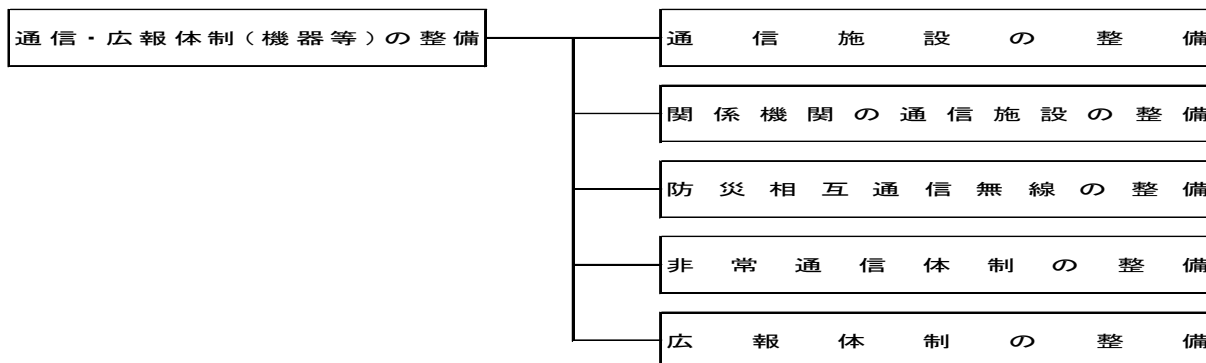 通信・広報体制（機器等）の整備
通信施設の整備
関係機関の通信施設の整備
防災相互通信無線の整備
非常通信体制の整備
広報体制の整備